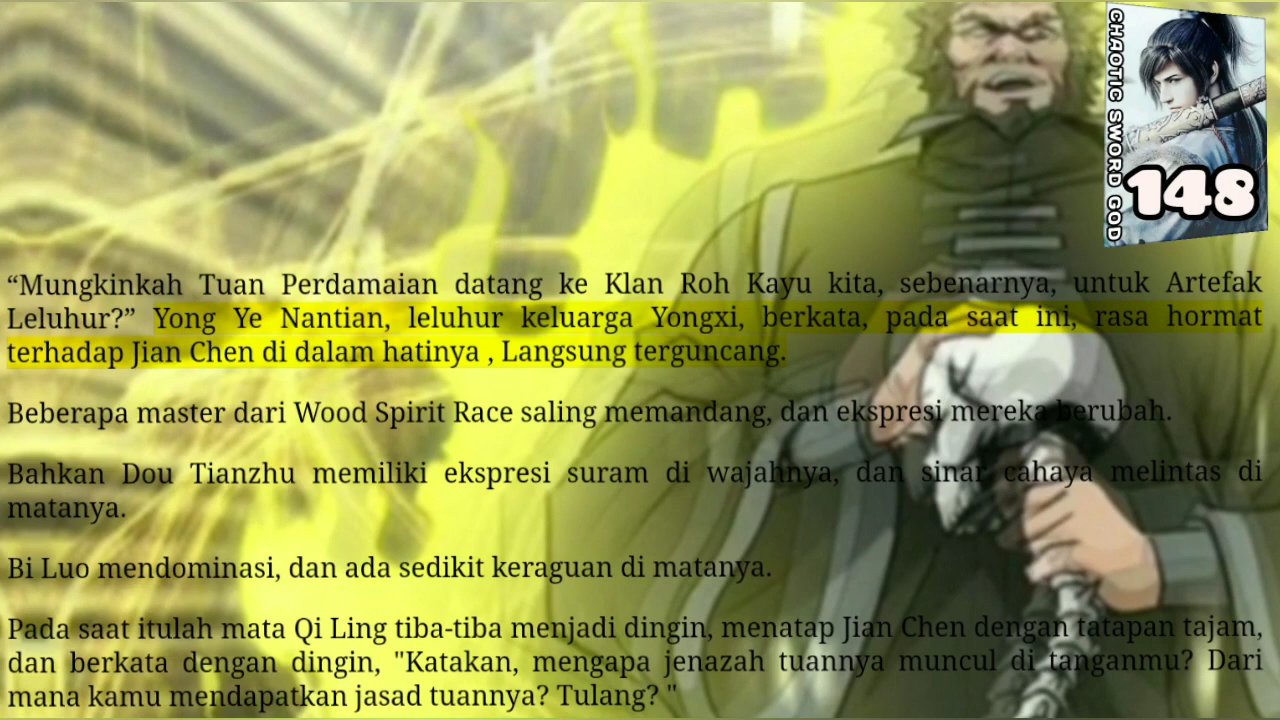 CHAOTIC SWORD GOD
148
“Mungkinkah Tuan Perdamaian datang ke Klan Roh Kayu kita, sebenarnya, untuk Artefak
Leluhur?” Yong Ye Nantian, leluhur keluarga Yongxi, berkata, pada saat ini, rasa hormat
terhadap Jian Chen di dalam hatinya , Langsung terguncang.
Beberapa master dari Wood Spirit Race saling memandang, dan ekspresi mereka berubah.
Bahkan Dou Tianzhu memiliki ekspresi suram di wajahnya, dan sinar cahaya melintas di
matanya.
Bi Luo mendominasi, dan ada sedikit keraguan di matanya.
Pada saat itulah mata Qi Ling tiba-tiba menjadi dingin, menatap Jian Chen dengan tatapan tajam,
dan berkata dengan dingin, "Katakan, mengapa jenazah tuannya muncul di tanganmu? Dari
mana kamu mendapatkan jasad tuannya? Tulang? "